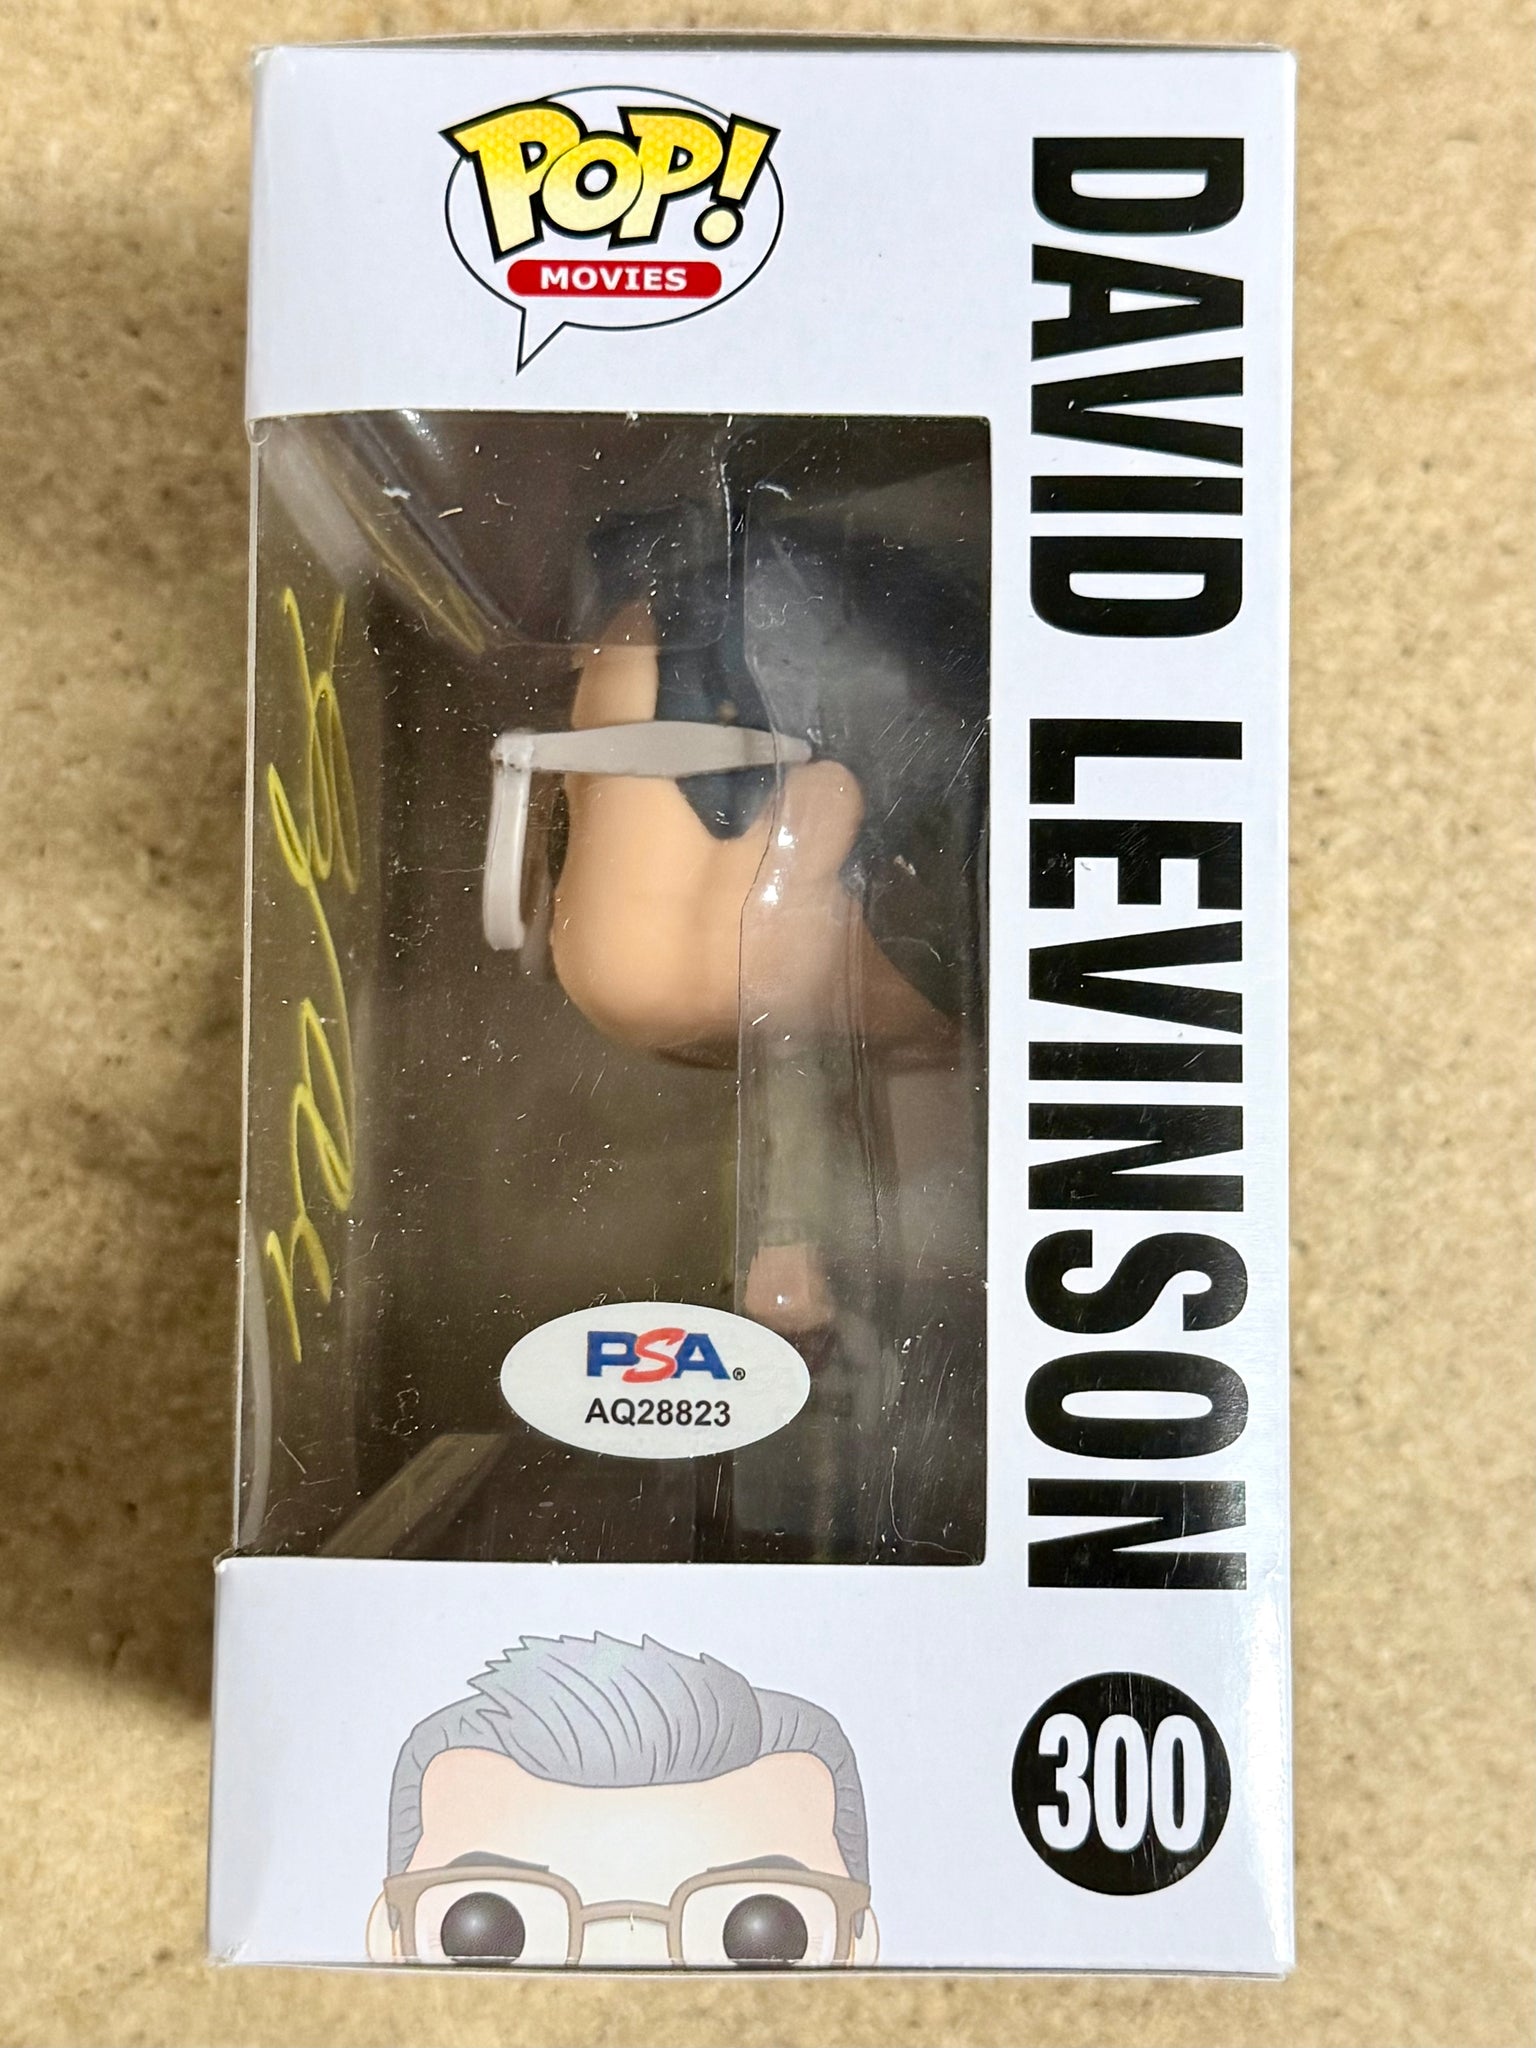 POP!
MOVIES
DAVID LEVINSON
PSA®
AQ28823
300